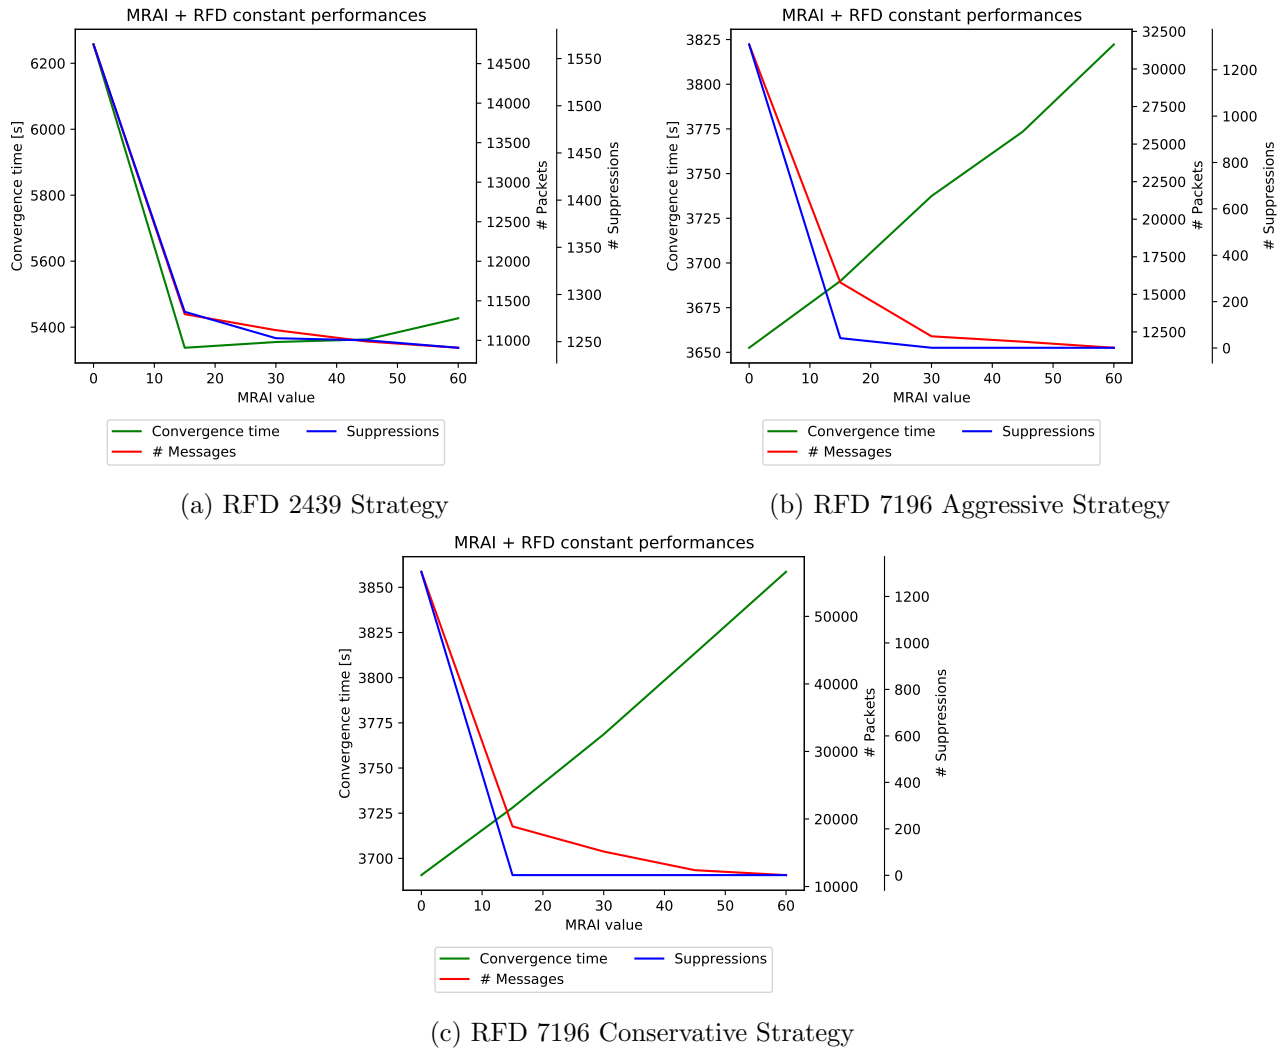 MRAI + RFD constant performances
Convergence time [s]
6200
6000
5800
5600
5400
14500
14000
13500
13000
12500
12000
11500
11000
# Packets
1550
1500
1450
1400
1350
1300
1250
# Suppressions
0 10 20 30 40 50 60
MRAI value
Convergence time
# Messages
Suppressions
(a) RFD 2439 Strategy
MRAI + RFD constant performances
Convergence time [s]
3825
3800
3775
3750
3725
3700
3675
3650
32500
30000
27500
25000
22500
20000
17500
15000
12500
# Packets
1200
1000
800
600
400
200
0
# Suppressions
0 10 20 30 40 50 60
MRAI value
Convergence time
# Messages
Suppressions
(b) RFD 7196 Aggressive Strategy
MRAI + RFD constant performances
Convergence time [s]
3850
3825
3800
3775
3750
3725
3700
50000
40000
30000
20000
10000
# Packets
1200
1000
800
600
400
200
0
# Suppressions
0 10 20 30 40 50 60
MRAI value
Convergence time
# Messages
Suppressions
(c) RFD 7196 Conservative Strategy